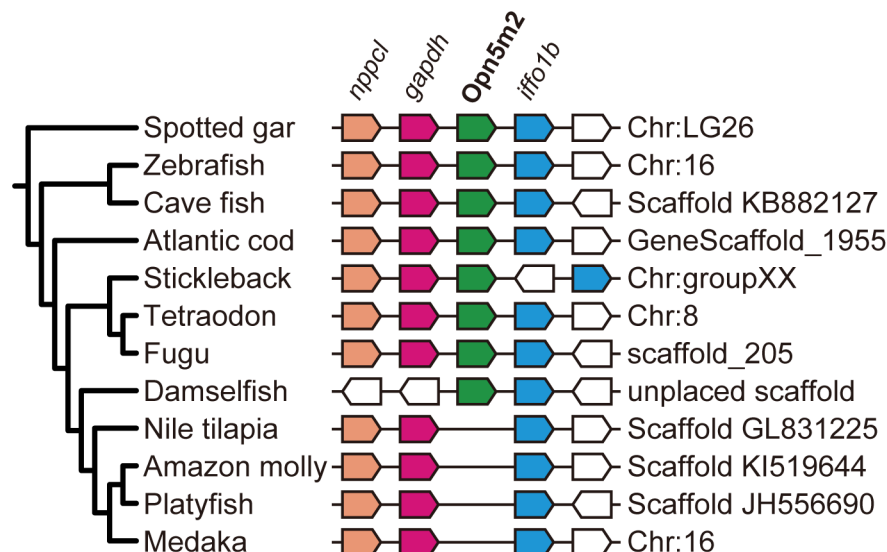 nppcl gapdh Opn5m2 iffo1b
Spotted gar Chr:LG26
Zebrafish Chr:16
Cave fish Scaffold KB882127
Atlantic cod GeneScaffold_1955
Stickleback Chr:groupXX
Tetraodon Chr:8
Fugu scaffold_205
Damselfish unplaced scaffold
Nile tilapia Scaffold GL831225
Amazon molly Scaffold KI519644
Platyfish Scaffold JH556690
Medaka Chr:16